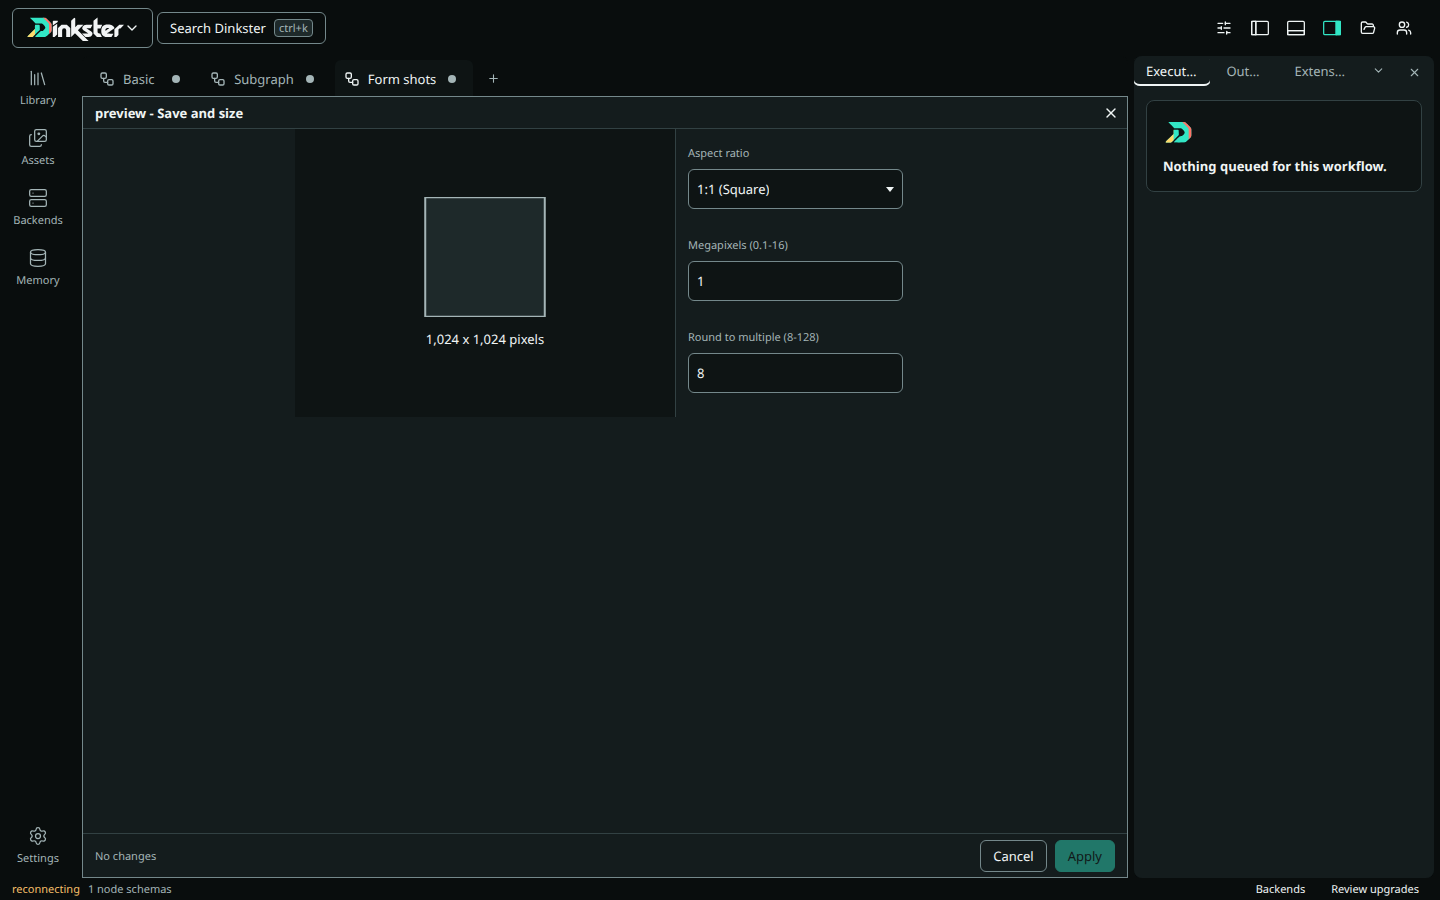 Dinkster
Search Dinkster ctrl+k
Library
Assets
Backends
Memory
Settings
Basic
Subgraph
Form shots
preview - Save and size
1,024 x 1,024 pixels
Aspect ratio
1:1 (Square)
Megapixels (0.1-16)
1
Round to multiple (8-128)
8
No changes
Cancel
Apply
Execut...
Out...
Extens...
Nothing queued for this workflow.
reconnecting
1 node schemas
Backends
Review upgrades